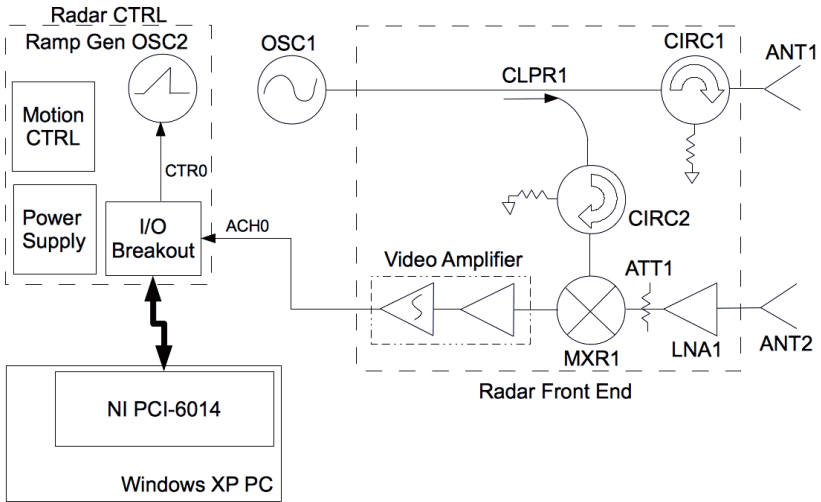 Radar CTRL
Ramp Gen OSC2
OSC1
CIRC1
ANT1
CLPR1
Motion
CTRL
CTR0
Power
Supply
I/O
Breakout
ACH0
CIRC2
Video Amplifier
ATT1
MXR1
LNA1
ANT2
Radar Front End
NI PCI-6014
Windows XP PC